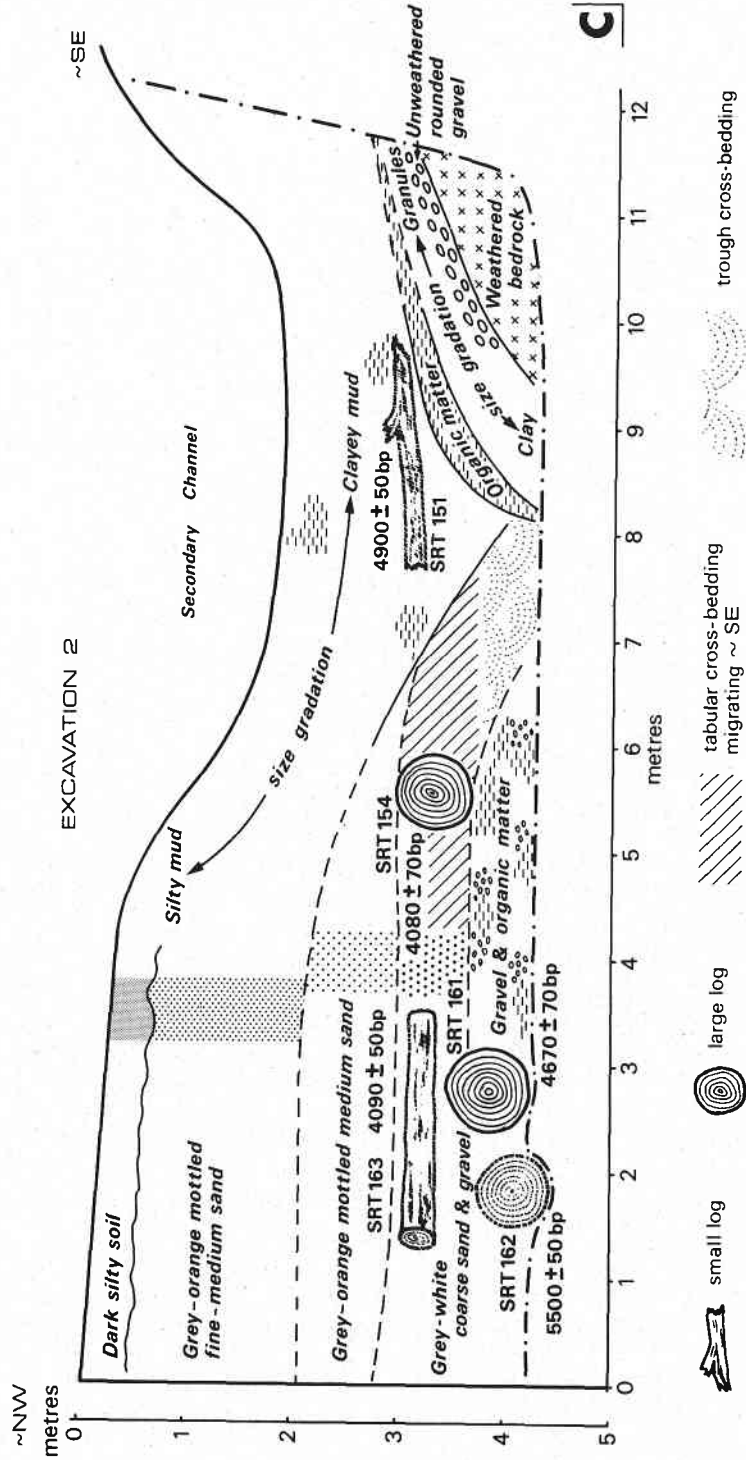 EXCAVATION 2
~NW
~SE
metres
0
1
2
3
4
5
Dark silty soil
Grey-orange mottled
fine-medium sand
Silty mud
size gradation
Clayey mud
Secondary Channel
Grey-orange mottled medium sand
SRT163 4090 ± 50bp
SRT 154
4080 ± 70bp
4900 ± 50bp
SRT 151
Grey-white
coarse sand & gravel
SRT 161
SRT 162
5500 ± 50 bp
4670 ± 70bp
Gravel & organic matter
Organic matter
size gradation
Clay
Granules
Unweathered
rounded
gravel
Weathered
bedrock
0
1
2
3
4
5
6
7
8
9
10
11
12
metres
C
small log
large log
tabular cross-bedding
migrating ~ SE
trough cross-bedding